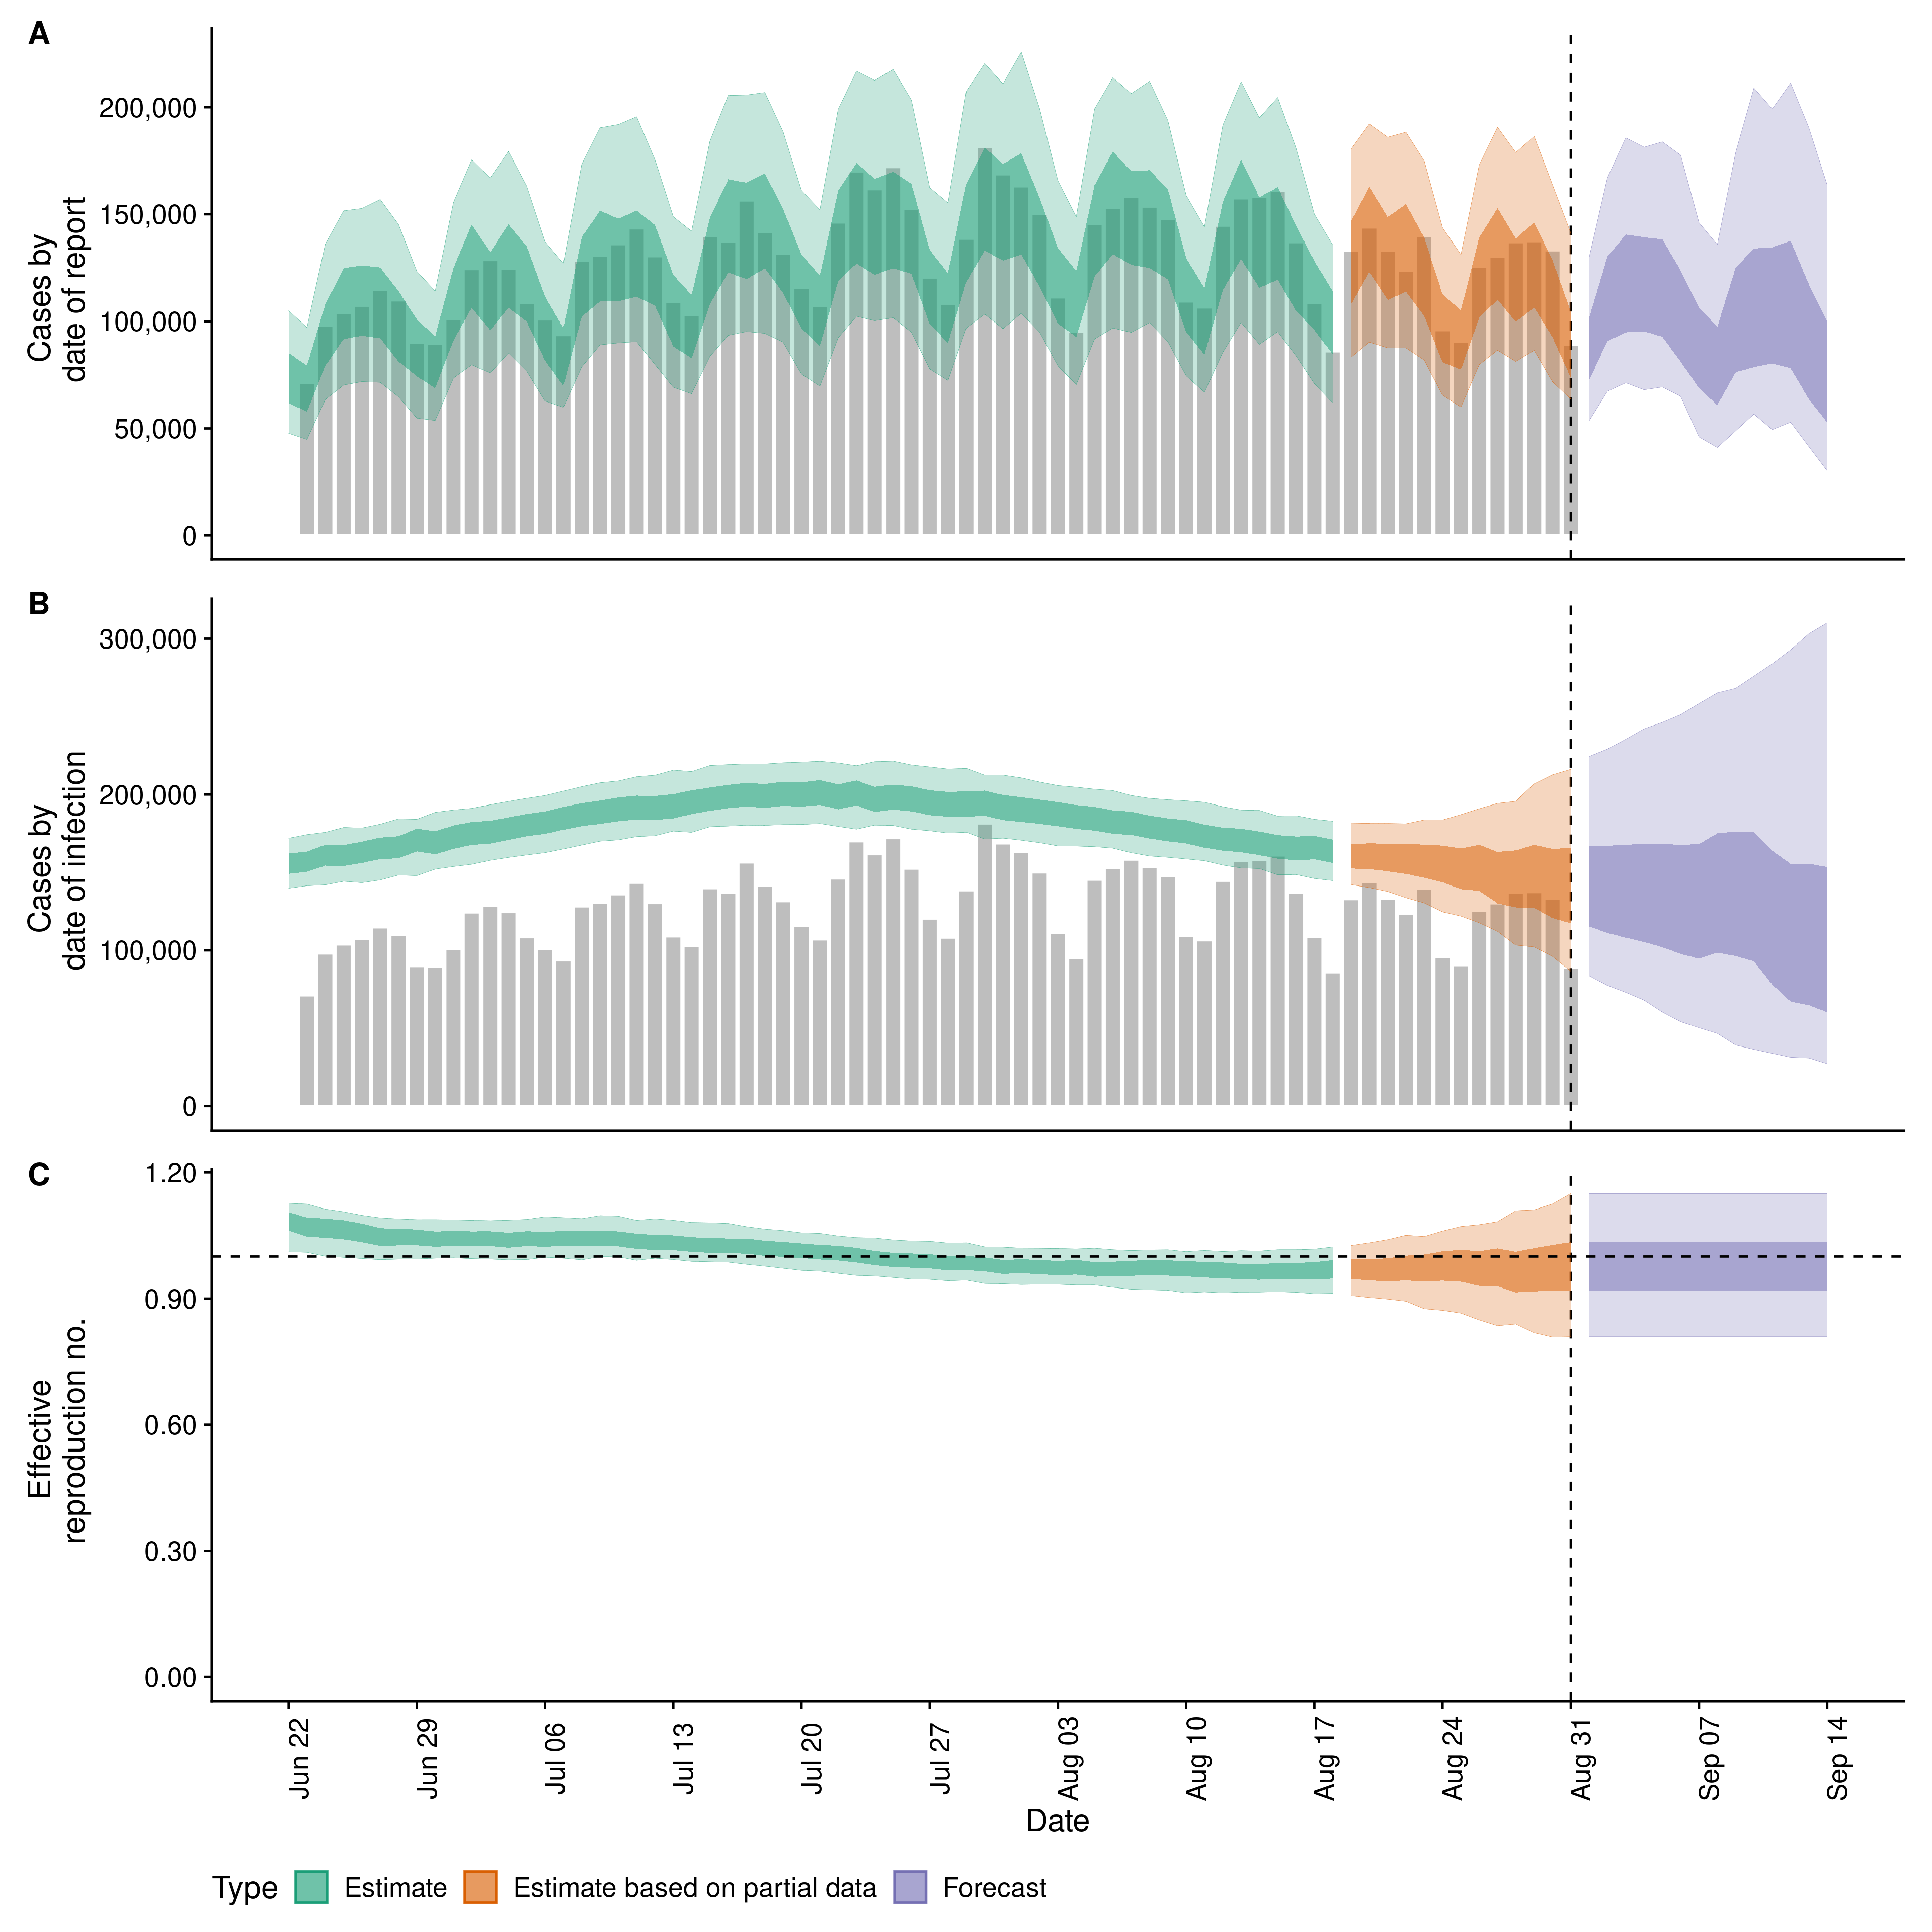 A
Cases by
date of report
200,000
150,000
100,000
50,000
0
B
Cases by
date of infection
300,000
200,000
100,000
0
C
Effective
reproduction no.
1.20
0.90
0.60
0.30
0.00
Jun 22
Jun 29
Jul 06
Jul 13
Jul 20
Jul 27
Aug 03
Aug 10
Aug 17
Aug 24
Aug 31
Sep 07
Sep 14
Date
Type Estimate Estimate based on partial data Forecast